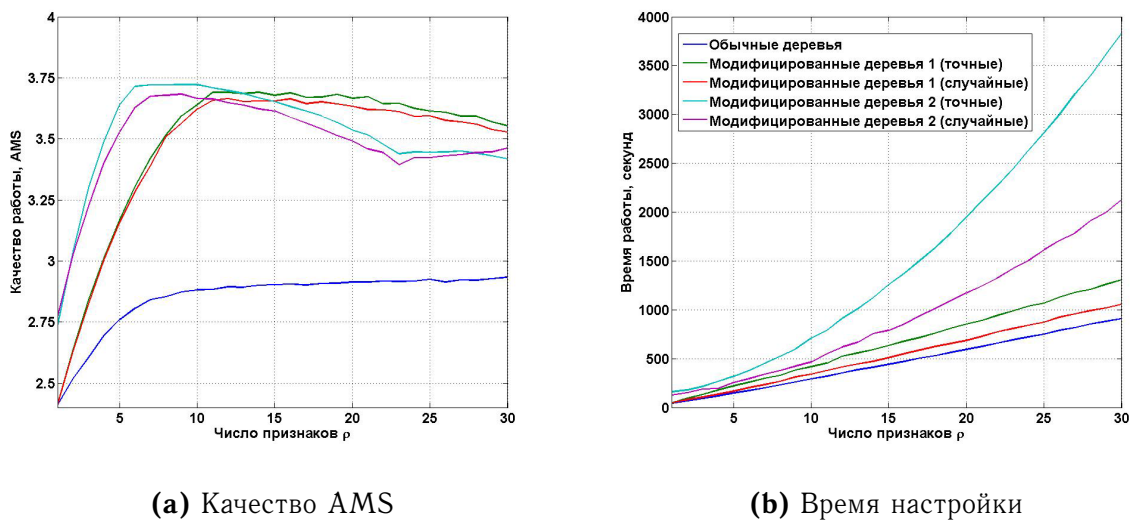 4
3.75
3.5
3.25
3
2.75
2.5
Качество работы, AMS
5
10
15
20
25
30
Число признаков ρ
4000
3500
3000
2500
2000
1500
1000
500
0
Время работы, секунд
Обычные деревья
Модифицированные деревья 1 (точные)
Модифицированные деревья 1 (случайные)
Модифицированные деревья 2 (точные)
Модифицированные деревья 2 (случайные)
5
10
15
20
25
30
Число признаков ρ
(a) Качество AMS
(b) Время настройки